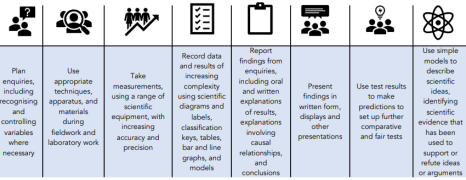 Plan
enquiries,
including
recognising
and
controlling
variables
where
necessary
Use
appropriate
techniques,
apparatus, and
materials
during
fieldwork and
laboratory work
Take
measurements,
using a range of
scientific
equipment, with
increasing
accuracy and
precision
Record data
and results of
increasing
complexity
using scientific
diagrams and
labels,
classification
keys, tables,
bar and line
graphs, and
models
Report
findings from
enquiries,
including oral
and written
explanations
of results,
explanations
involving
causal
relationships,
and
conclusions
Present
findings in
written form,
displays and
other
presentations
Use test results
to make
predictions to
set up further
comparative
and fair tests
Use simple
models to
describe
scientific
ideas,
identifying
scientific
evidence that
has been
used to
support or
refute ideas
or arguments